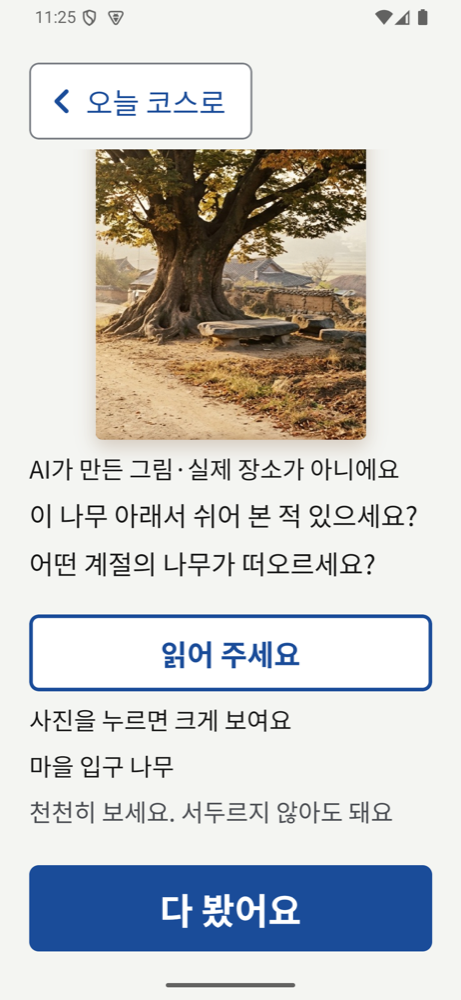 11:25
오늘 코스로
AI가 만든 그림·실제 장소가 아니에요
이 나무 아래서 쉬어 본 적 있으세요?
어떤 계절의 나무가 떠오르세요?
읽어 주세요
사진을 누르면 크게 보여요
마을 입구 나무
천천히 보세요. 서두르지 않아도 돼요
다 봤어요